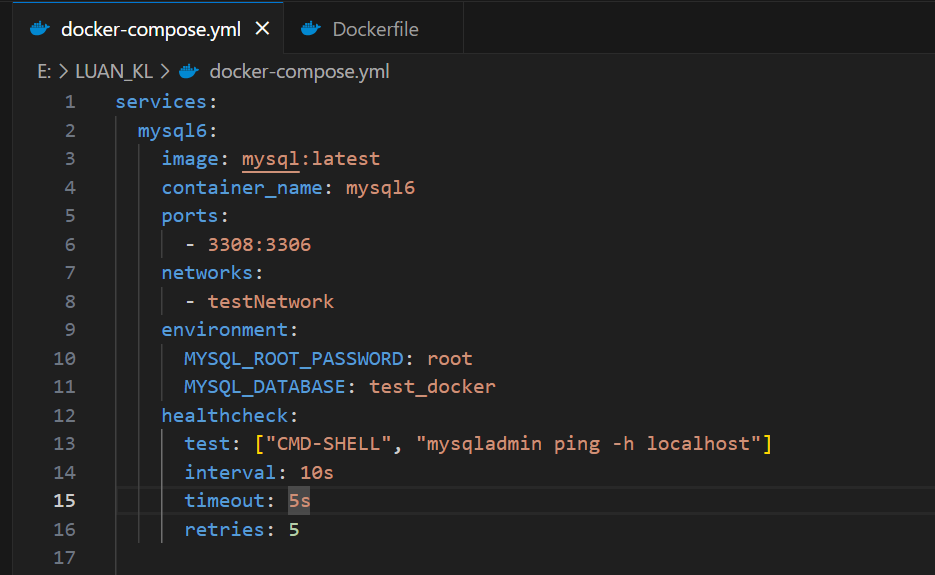 docker-compose.yml × Dockerfile
E: > LUAN_KL > docker-compose.yml
1 services:
2   mysql6:
3     image: mysql:latest
4     container_name: mysql6
5     ports:
6       - 3308:3306
7     networks:
8       - testNetwork
9     environment:
10       MYSQL_ROOT_PASSWORD: root
11       MYSQL_DATABASE: test_docker
12     healthcheck:
13       test: ["CMD-SHELL", "mysqladmin ping -h localhost"]
14       interval: 10s
15       timeout: 5s
16       retries: 5
17